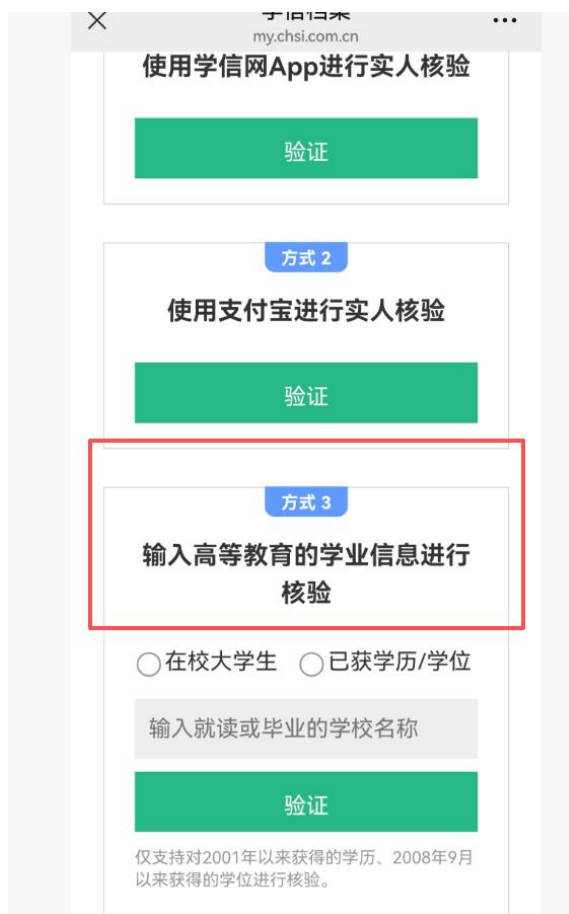 学信档案
my.chsi.com.cn
使用学信网App进行实人核验
验证
方式 2
使用支付宝进行实人核验
验证
方式 3
输入高等教育的学业信息进行
核验
在校大学生 已获学历/学位
输入就读或毕业的学校名称
验证
仅支持对2001年以来获得的学历、2008年9月
以来获得的学位进行核验。